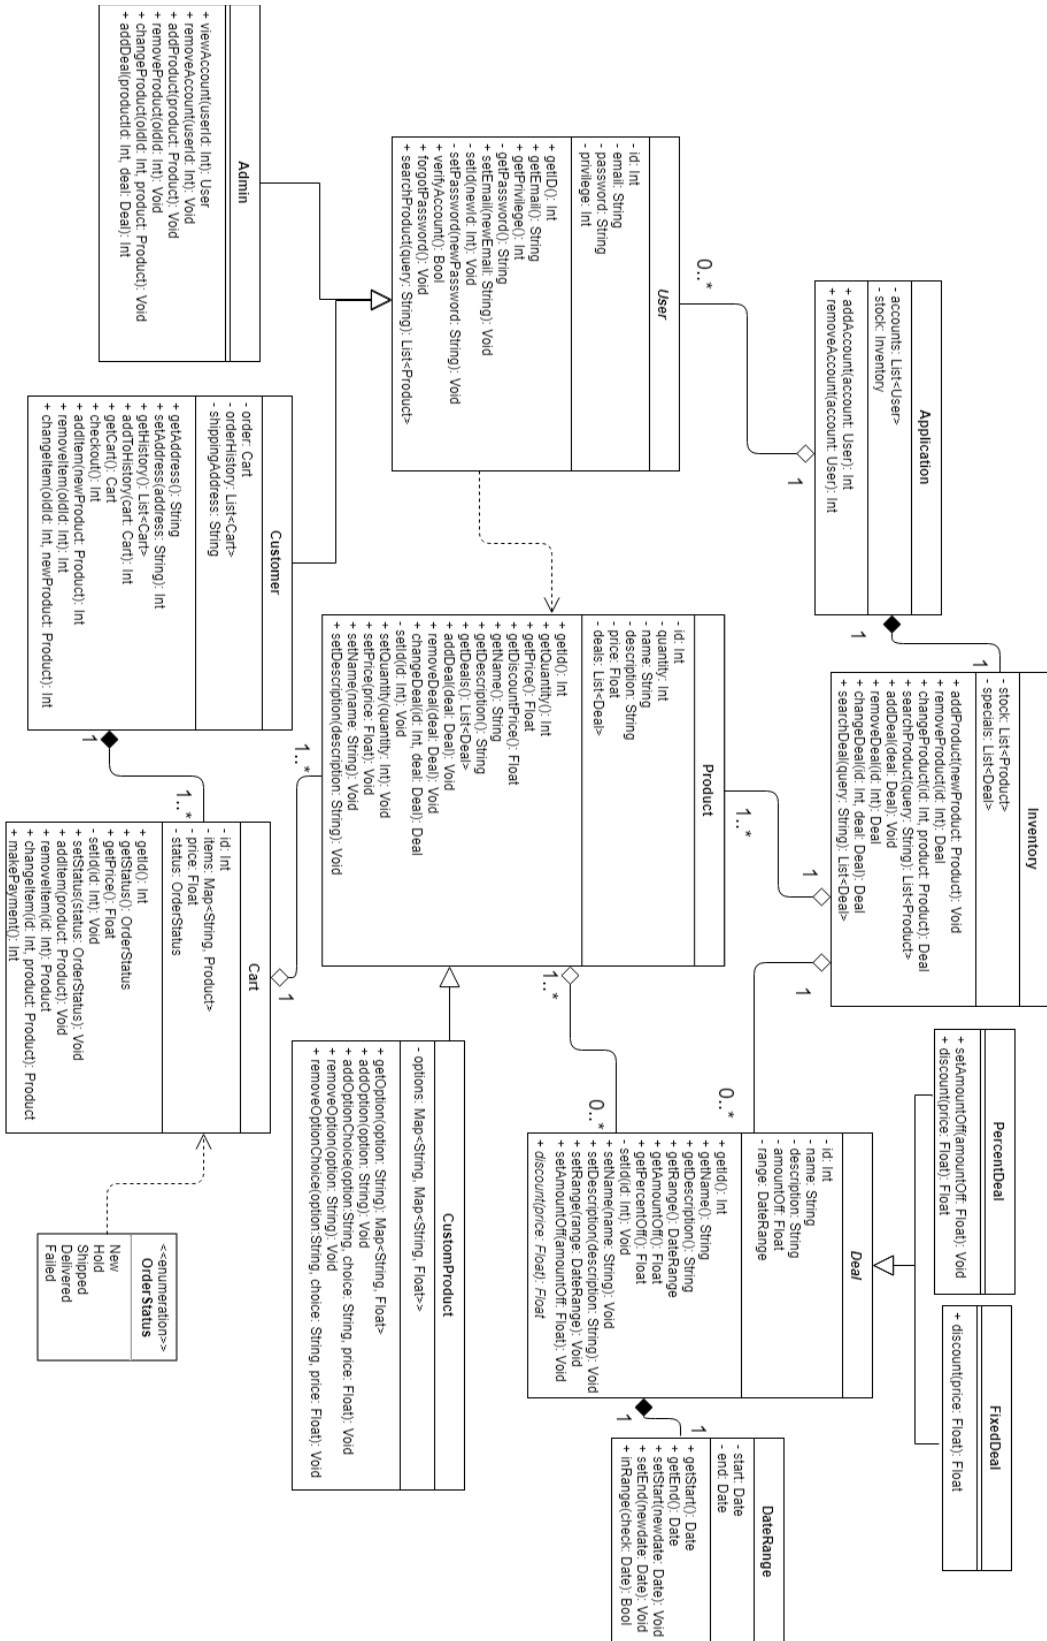 Application
- accounts: List<User>
- stock: Inventory
+ addAccount(account: User): Int
+ removeAccount(account: User): Int
1
1
0..*
1
Inventory
- stock: List<Product>
- specials: List<Deal>
+ addProduct(newProduct: Product): Void
+ removeProduct(id: Int): Deal
+ changeProduct(id: Int, product: Product): Deal
+ searchProduct(query: String): List<Product>
+ addDeal(deal: Deal): Void
+ removeDeal(id: Int): Deal
+ changeDeal(id: Int, deal: Deal): Deal
+ searchDeal(query: String): List<Deal>
1
1
1..*
0..*
PercentDeal
+ setAmountOff(amountOff: Float): Void
+ discount(price: Float): Float
FixedDeal
+ discount(price: Float): Float
User
- id: Int
- email: String
- password: String
- privilege: Int
+ getID(): Int
+ getEmail(): String
+ getPrivilege(): Int
- getPassword(): String
+ setEmail(newEmail: String): Void
- setId(newId: Int): Void
- setPassword(newPassword: String): Void
+ verifyAccount(): Bool
+ forgotPassword(): Void
+ searchProduct(query: String): List<Product>
Product
- id: Int
- quantity: Int
- name: String
- description: String
- price: Float
- deals: List<Deal>
+ getId(): Int
+ getQuantity(): Int
+ getPrice(): Float
+ getDiscountPrice(): Float
+ getName(): String
+ getDescription(): String
+ getDeals(): List<Deal>
+ addDeal(deal: Deal): Void
+ removeDeal(deal: Deal): Void
+ changeDeal(id: Int, deal: Deal): Deal
- setId(id: Int): Void
+ setQuantity(quantity: Int): Void
+ setPrice(price: Float): Void
+ setName(name: String): Void
+ setDescription(description: String): Void
1..*
0..*
1..*
1
Deal
- id: Int
- name: String
- description: String
- amountOff: Float
- range: DateRange
+ getId(): Int
+ getName(): String
+ getDescription(): String
+ getRange(): DateRange
+ getAmountOff(): Float
+ getPercentOff(): Float
- setId(id: Int): Void
+ setName(name: String): Void
+ setDescription(description: String): Void
+ setRange(range: DateRange): Void
+ setAmountOff(amountOff: Float): Void
+ discount(price: Float): Float
1
1
DateRange
- start: Date
- end: Date
+ getStart(): Date
+ getEnd(): Date
+ setStart(newdate: Date): Void
+ setEnd(newdate: Date): Void
+ inRange(check: Date): Bool
Admin
+ viewAccount(userId: Int): User
+ removeAccount(userId: Int): Void
+ addProduct(product: Product): Void
+ removeProduct(oldId: Int): Void
+ changeProduct(oldId: Int, product: Product): Void
+ addDeal(productId: Int, deal: Deal): Int
Customer
- order: Cart
- orderHistory: List<Cart>
- shippingAddress: String
+ getAddress(): String
+ setAddress(address: String): Int
+ getHistory(): List<Cart>
+ addToHistory(cart: Cart): Int
+ getCart(): Cart
+ checkout(): Int
+ addItem(newProduct: Product): Int
+ removeItem(oldId: Int): Int
+ changeItem(oldId: Int, newProduct: Product): Int
1
1..*
Cart
- id: Int
- items: Map<String, Product>
- price: Float
- status: OrderStatus
+ getId(): Int
+ getStatus(): OrderStatus
+ getPrice(): Float
- setId(id: Int): Void
+ setStatus(status: OrderStatus): Void
+ addItem(product: Product): Void
+ removeItem(id: Int): Product
+ changeItem(id: Int, product: Product): Product
+ makePayment(): Int
CustomProduct
- options: Map<String, Map<String, Float>>
+ getOption(option: String): Map<String, Float>
+ addOption(option: String): Void
+ addOptionChoice(option:String, choice: String, price: Float): Void
+ removeOption(option: String): Void
+ removeOptionChoice(option:String, choice: String, price: Float): Void
<<enumeration>>
OrderStatus
New
Hold
Shipped
Delivered
Failed